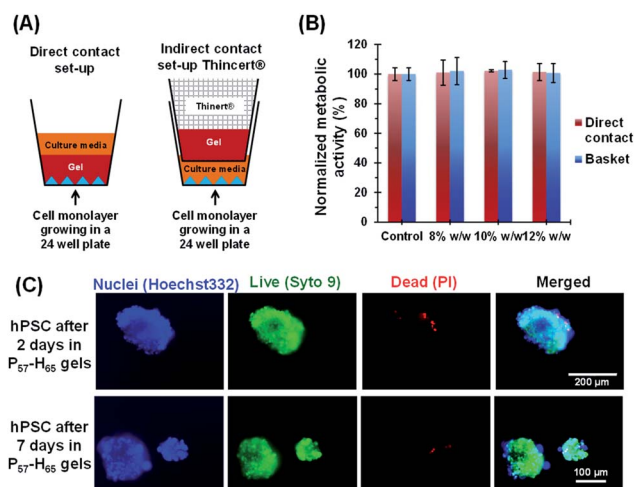 (A)
Direct contact
set-up
Indirect contact
set-up Thincert®
Thinert®
Culture media
Gel
Gel
Culture media
Cell monolayer
growing in a
24 well plate
Cell monolayer
growing in a
24 well plate
(B)
Normalized metabolic
activity (%)
120
100
80
60
40
20
0
Control 8% w/w 10% w/w 12% w/w
Direct
contact
Basket
(C)
Nuclei (Hoechst332) Live (Syto 9) Dead (PI) Merged
hPSC after
2 days in
P57-H65 gels
200 µm
hPSC after
7 days in
P57-H65 gels
100 µm